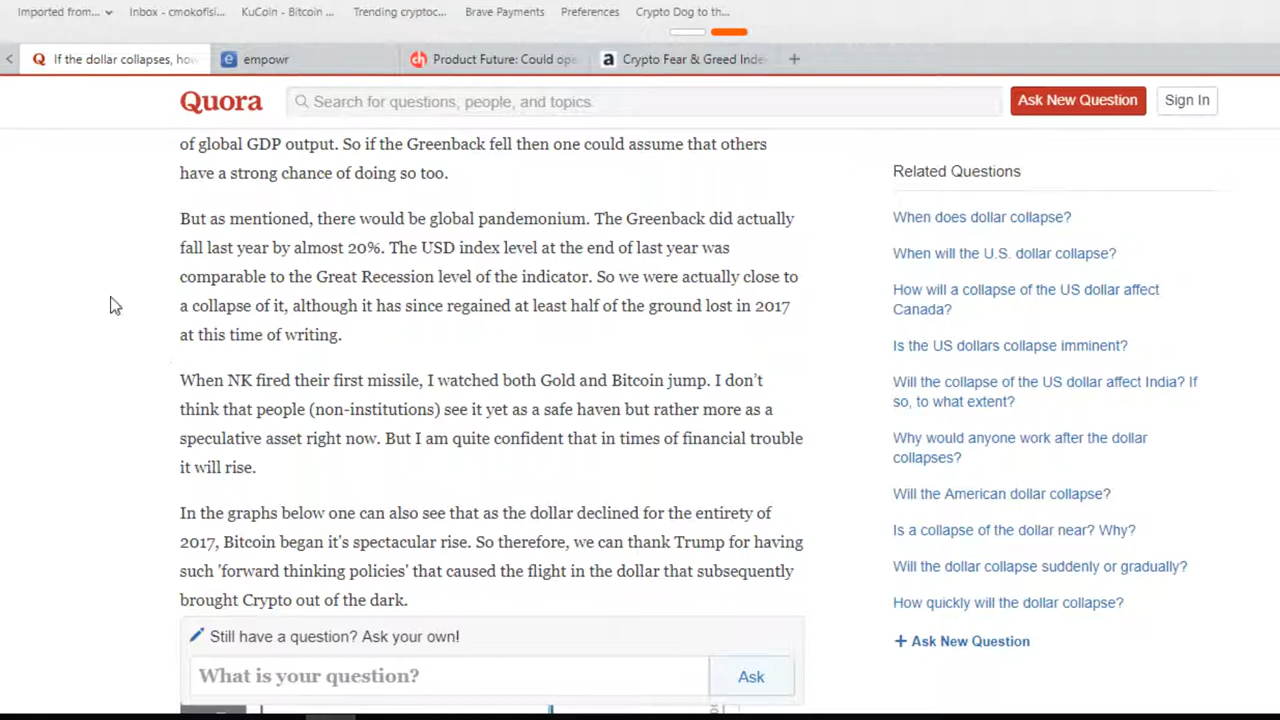 Imported from...
Inbox - cmokofisi...
KuCoin - Bitcoin ...
Trending cryptoc...
Brave Payments
Preferences
Crypto Dog to th...
If the dollar collapses, how
empowr
Product Future: Could ope
Crypto Fear & Greed Inde
Quora
Search for questions, people, and topics
Ask New Question
Sign In
of global GDP output. So if the Greenback fell then one could assume that others
have a strong chance of doing so too.
But as mentioned, there would be global pandemonium. The Greenback did actually
fall last year by almost 20%. The USD index level at the end of last year was
comparable to the Great Recession level of the indicator. So we were actually close to
a collapse of it, although it has since regained at least half of the ground lost in 2017
at this time of writing.
When NK fired their first missile, I watched both Gold and Bitcoin jump. I don't
think that people (non-institutions) see it yet as a safe haven but rather more as a
speculative asset right now. But I am quite confident that in times of financial trouble
it will rise.
In the graphs below one can also see that as the dollar declined for the entirety of
2017, Bitcoin began it's spectacular rise. So therefore, we can thank Trump for having
such 'forward thinking policies' that caused the flight in the dollar that subsequently
brought Crypto out of the dark.
Still have a question? Ask your own!
What is your question?
Ask
Related Questions
When does dollar collapse?
When will the U.S. dollar collapse?
How will a collapse of the US dollar affect
Canada?
Is the US dollars collapse imminent?
Will the collapse of the US dollar affect India? If
so, to what extent?
Why would anyone work after the dollar
collapses?
Will the American dollar collapse?
Is a collapse of the dollar near? Why?
Will the dollar collapse suddenly or gradually?
How quickly will the dollar collapse?
+ Ask New Question